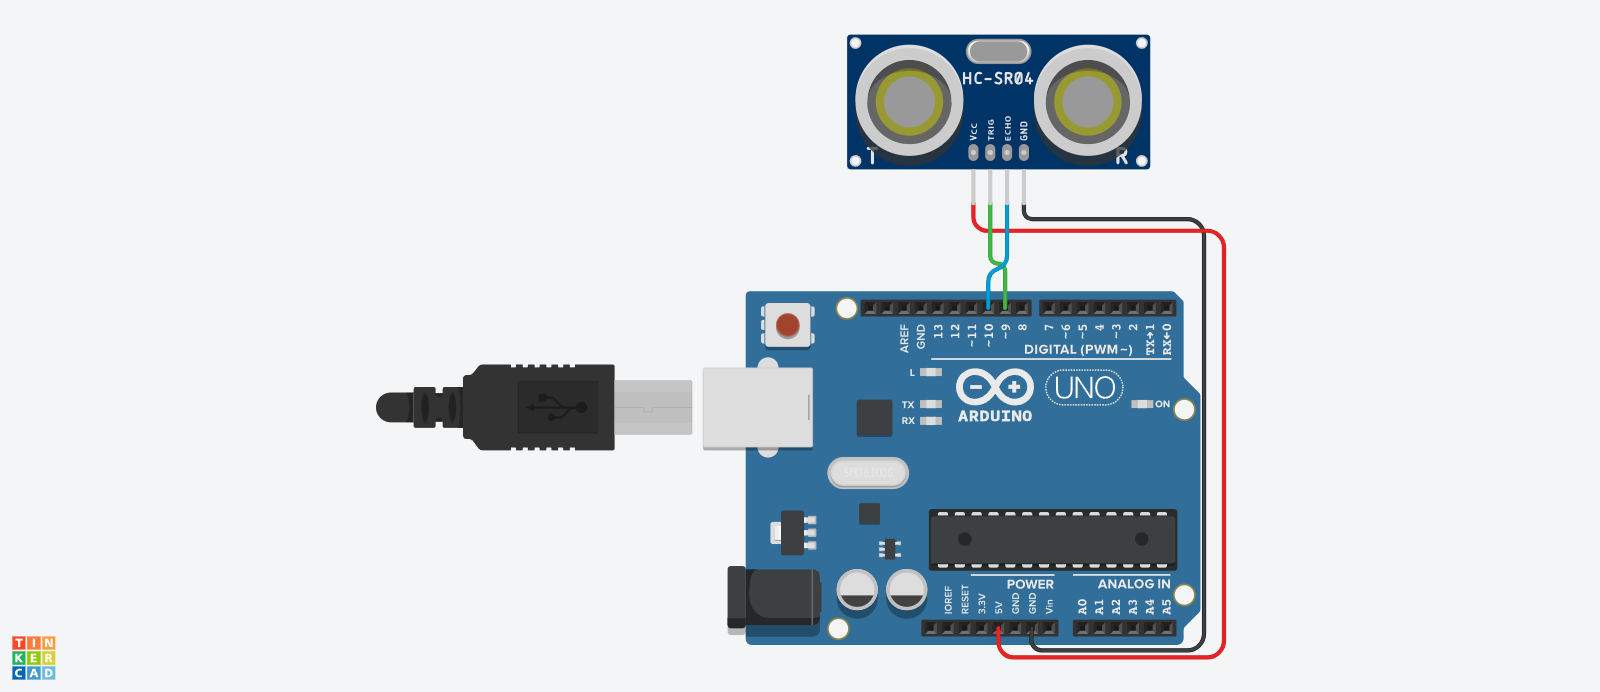 HC-SR04
VCC
TRIG
ECHO
GND
T
R
AREF
GND
13
12
~11
~10
~9
8
7
~6
~5
4
~3
2
TX→1
RX←0
DIGITAL (PWM~)
L
TX
RX
ARDUINO
UNO
ON
POWER
ANALOG IN
IOREF
RESET
3.3V
5V
GND
GND
Vin
A0
A1
A2
A3
A4
A5
TIN
KER
CAD